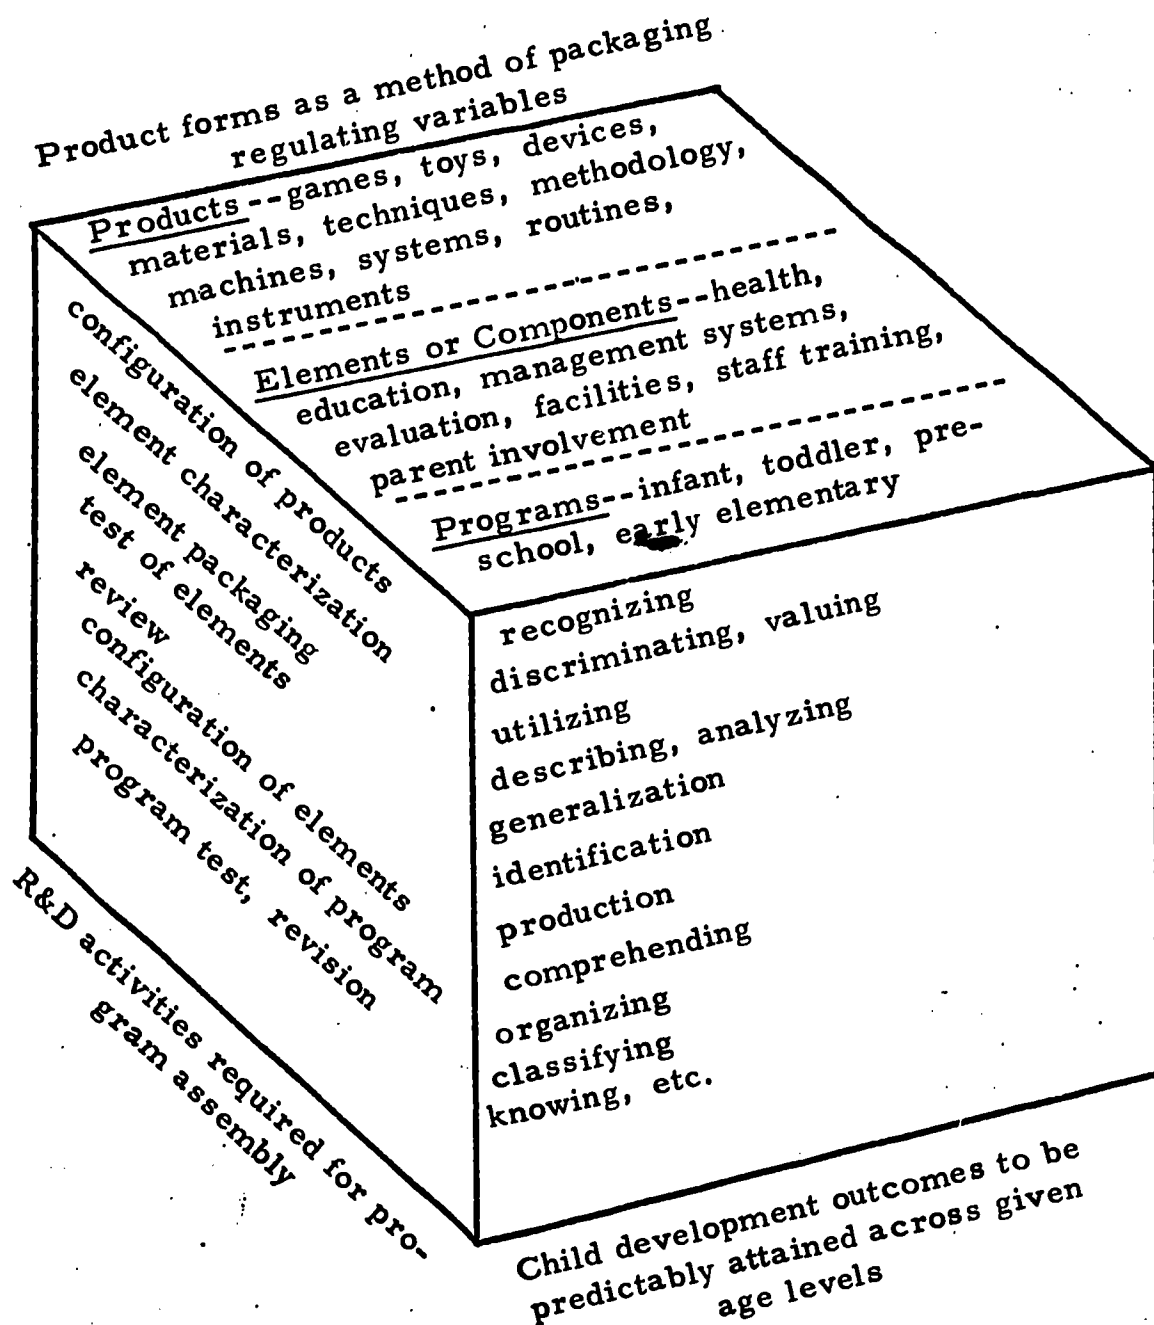 Product forms as a method of packaging
regulating variables
Products--games, toys, devices,
materials, techniques, methodology,
machines, systems, routines,
instruments
Elements or Components--health,
education, management systems,
evaluation, facilities, staff training,
parent involvement
Programs--infant, toddler, pre-
school, early elementary
configuration of products
element characterization
element packaging
test of elements
review
configuration of elements
characterization of program
program test, revision
R&D activities required for pro-
gram assembly
recognizing
discriminating, valuing
utilizing
describing, analyzing
generalization
identification
production
comprehending
organizing
classifying
knowing, etc.
Child development outcomes to be
predictably attained across given
age levels